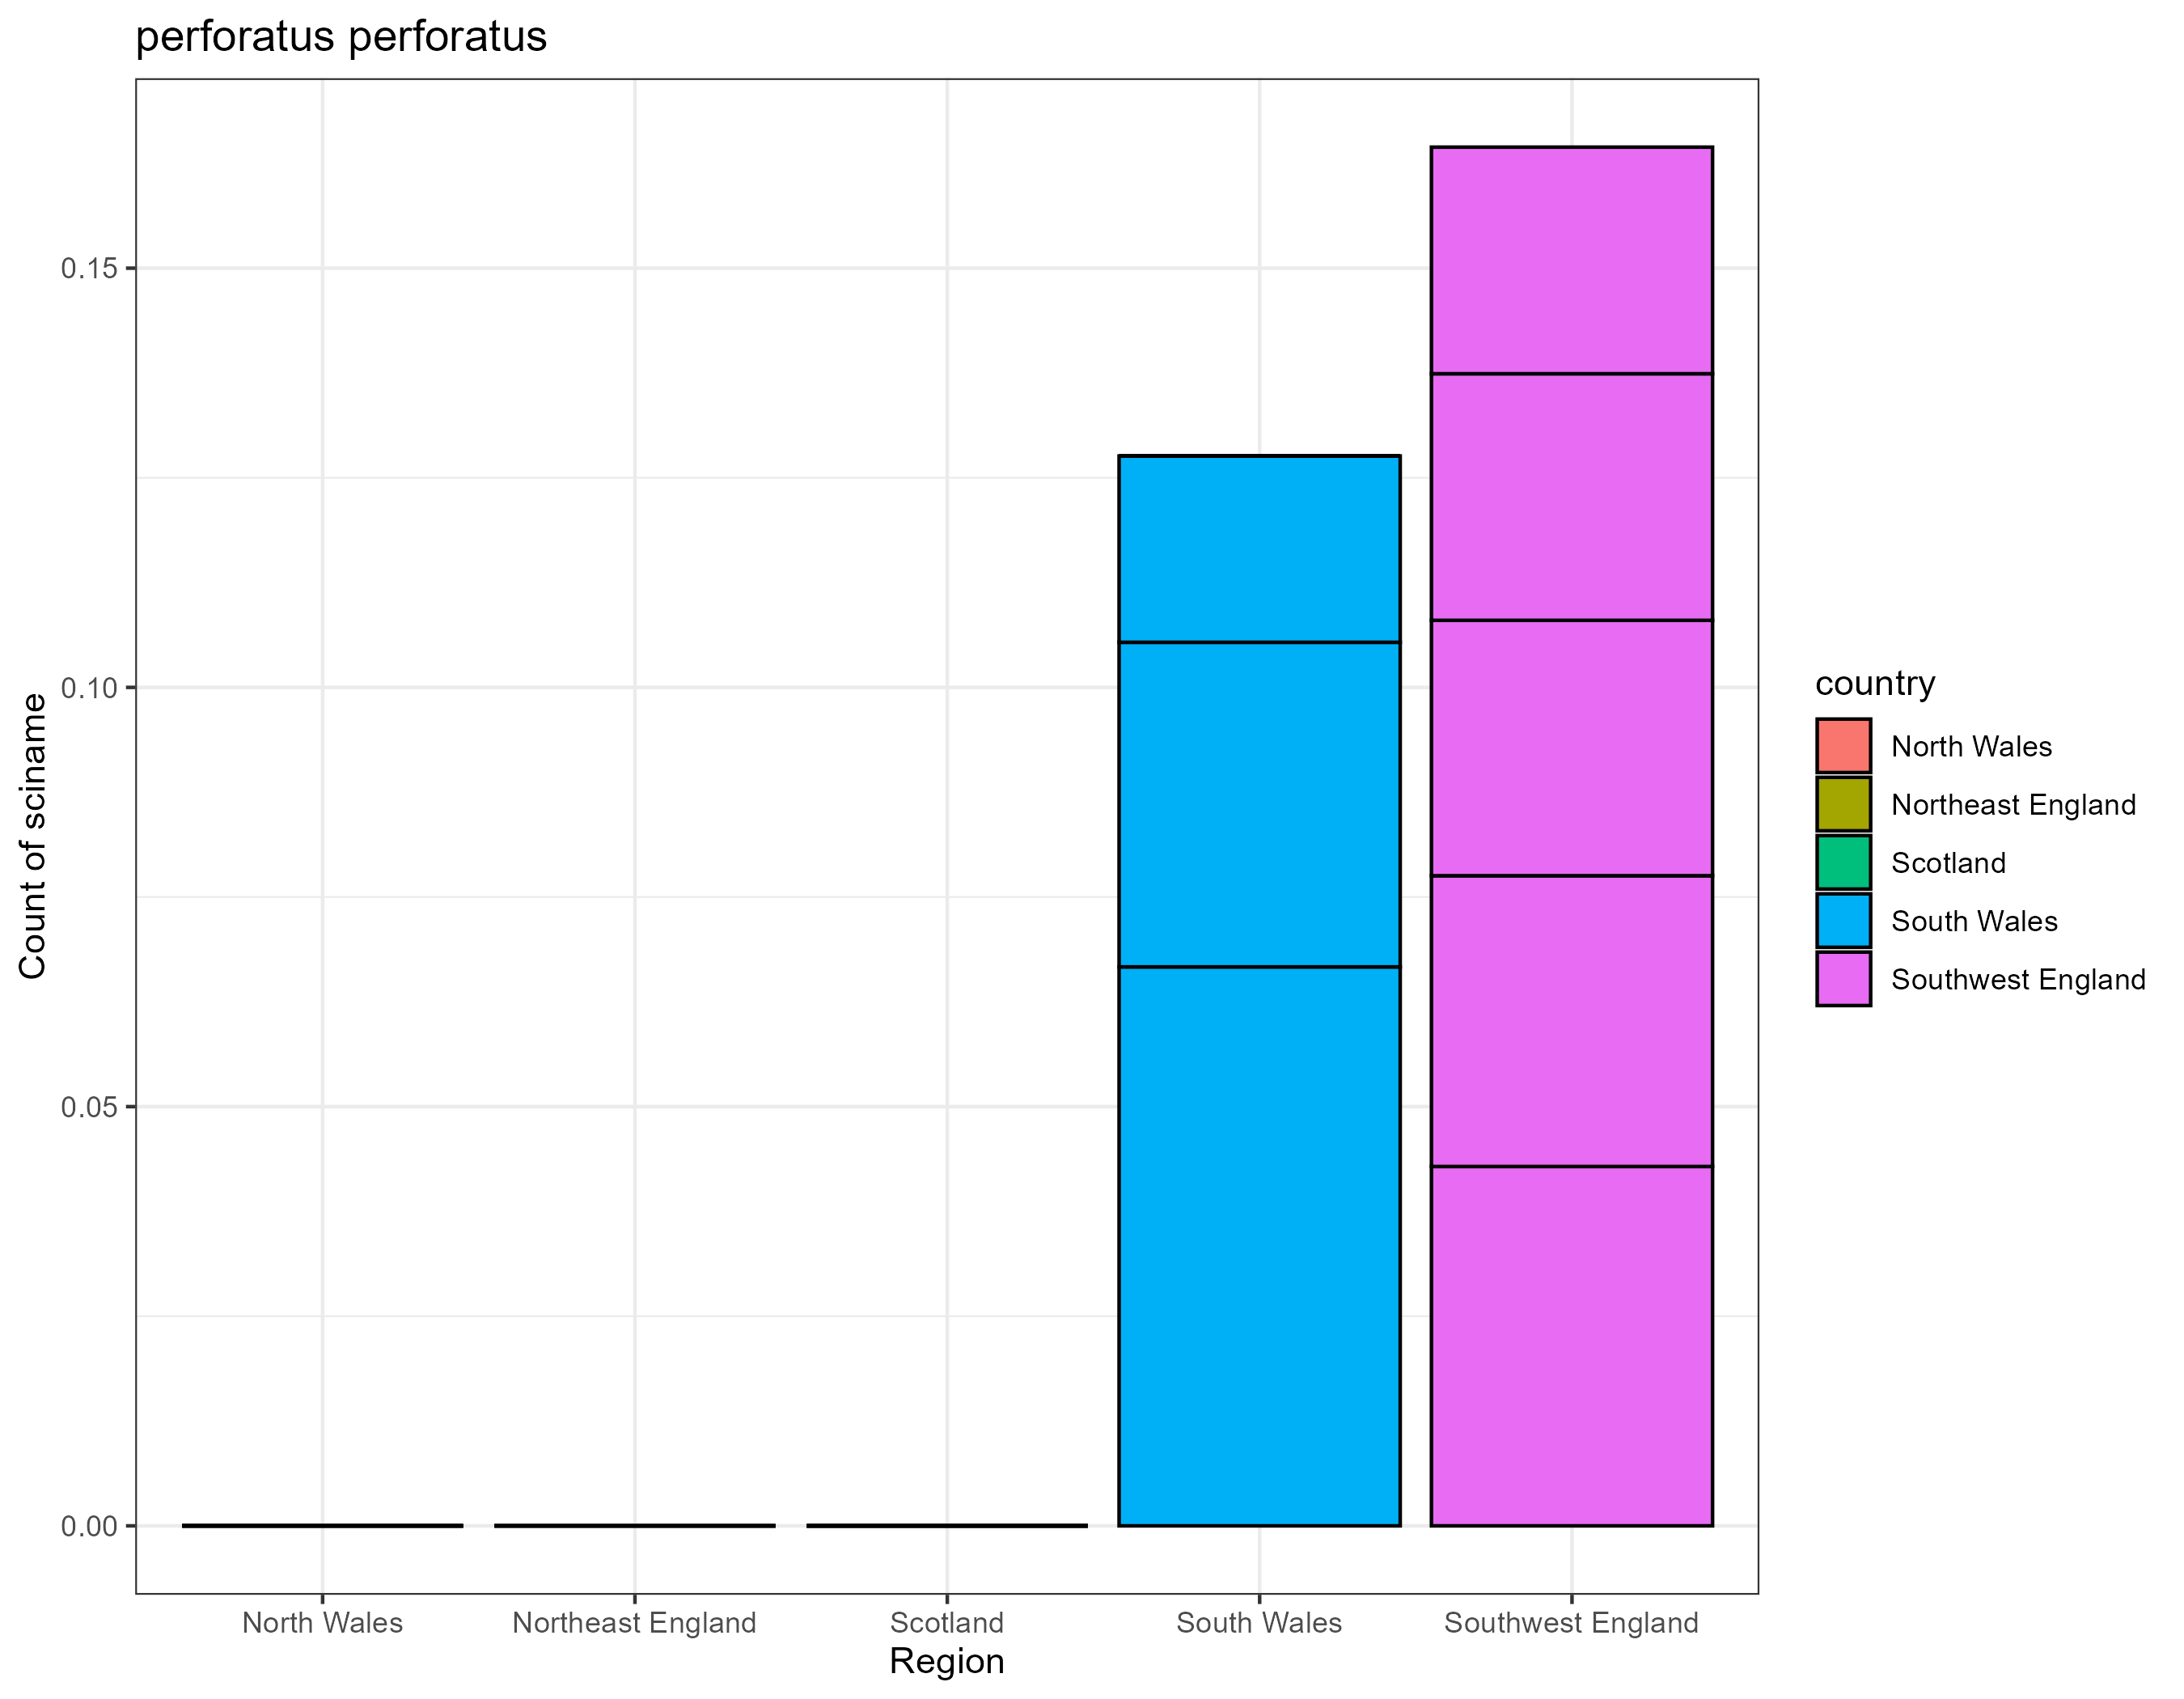 perforatus perforatus
Count of sciname
0.15
0.10
0.05
0.00
North Wales
Northeast England
Scotland
South Wales
Southwest England
Region
country
North Wales
Northeast England
Scotland
South Wales
Southwest England